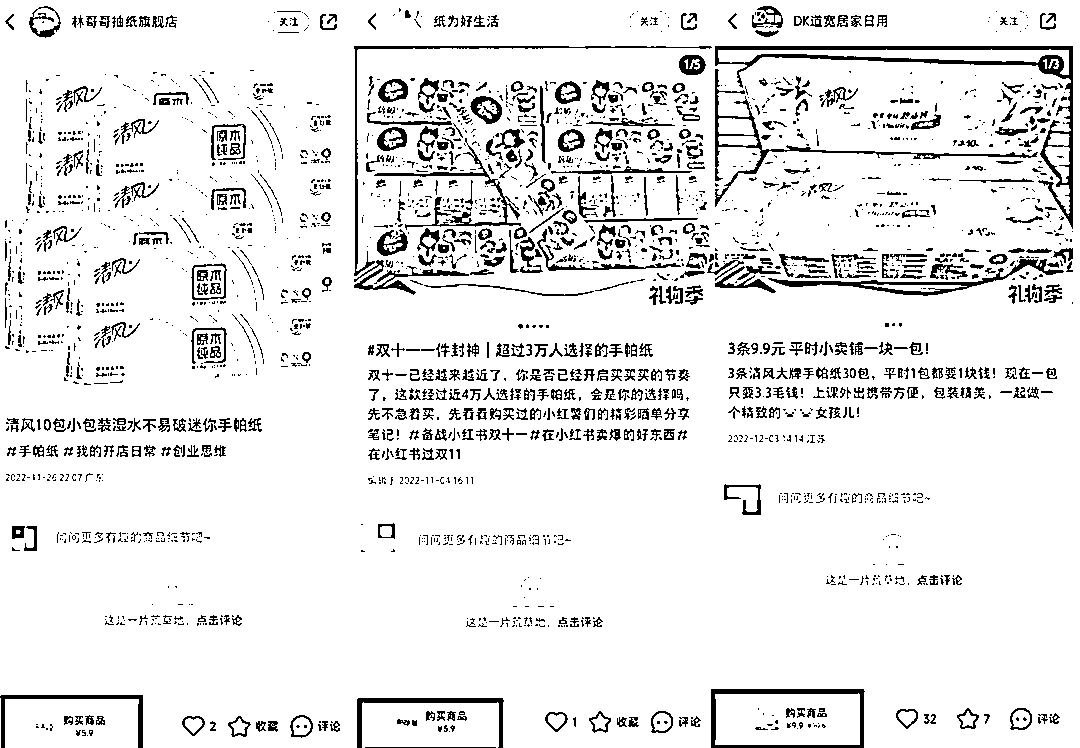 林哥哥抽纸旗舰店
关注
清风
原木纯品
清风10包小包装湿水不易破迷你手帕纸
#手帕纸 #我的开店日常 #创业思维
2022-11-26 22:07 广东
问问更多有趣的商品细节吧~
这是一片荒草地，点击评论
购买商品
¥5.9
2
收藏
评论
纸为好生活
关注
1/5
礼物季
#双十一一件封神｜超过3万人选择的手帕纸
双十一已经越来越近了，你是否已经开启买买买的节奏
了，这款经过近4万人选择的手帕纸，会是你的选择吗，
先不急着买，先看看购买过的小红薯们的精彩晒单分享
笔记！#备战小红书双十一#在小红书卖爆的好东西#
在小红书过双11
编辑于 2022-11-04 16:11
问问更多有趣的商品细节吧~
这是一片荒草地，点击评论
购买商品
¥5.9
1
收藏
评论
DK道宽居家日用
关注
1/3
清风
清风
礼物季
3条9.9元 平时小卖铺一块一包！
3条清风大牌手帕纸30包，平时1包都要1块钱！现在一包
只要3.3毛钱！上课外出携带方便，包装精美，一起做一
个精致的女孩儿！
2022-12-03 14:14 江苏
问问更多有趣的商品细节吧~
这是一片荒草地，点击评论
购买商品
¥9.9
32
7
评论